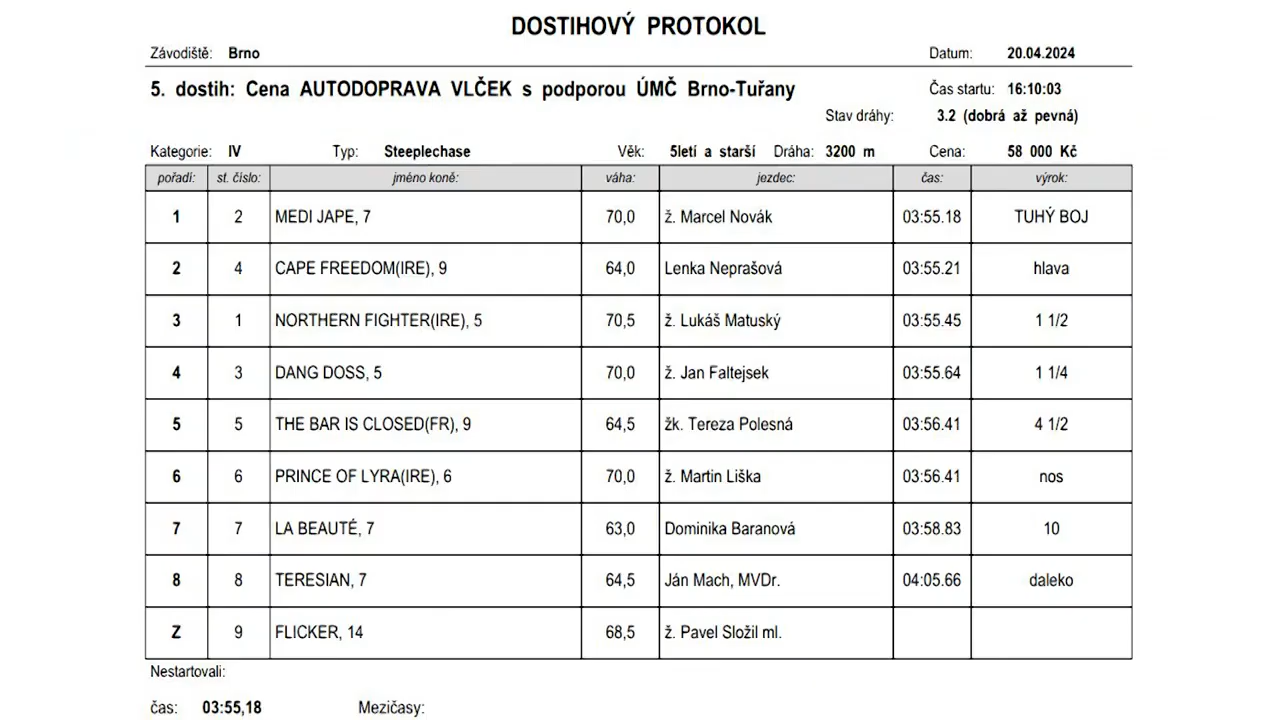 DOSTIHOVÝ PROTOKOL
Závodiště: Brno Datum: 20.04.2024
5. dostih: Cena AUTODOPRAVA VLČEK s podporou ÚMČ Brno-Tuřany Čas startu: 16:10:03
Stav dráhy: 3.2 (dobrá až pevná)
Kategorie: IV Typ: Steeplechase Věk: 5letí a starší Dráha: 3200 m Cena: 58 000 Kč
pořadí: st. číslo: jméno koně: váha: jezdec: čas: výrok:
1 2 MEDI JAPE, 7 70,0 ž. Marcel Novák 03:55.18 TUHÝ BOJ
2 4 CAPE FREEDOM(IRE), 9 64,0 Lenka Neprašová 03:55.21 hlava
3 1 NORTHERN FIGHTER(IRE), 5 70,5 ž. Lukáš Matuský 03:55.45 1 1/2
4 3 DANG DOSS, 5 70,0 ž. Jan Faltejsek 03:55.64 1 1/4
5 5 THE BAR IS CLOSED(FR), 9 64,5 žk. Tereza Polesná 03:56.41 4 1/2
6 6 PRINCE OF LYRA(IRE), 6 70,0 ž. Martin Liška 03:56.41 nos
7 7 LA BEAUTÉ, 7 63,0 Dominika Baranová 03:58.83 10
8 8 TERESIAN, 7 64,5 Ján Mach, MVDr. 04:05.66 daleko
Z 9 FLICKER, 14 68,5 ž. Pavel Složil ml.
Nestartovali:
čas: 03:55,18 Mezičasy: